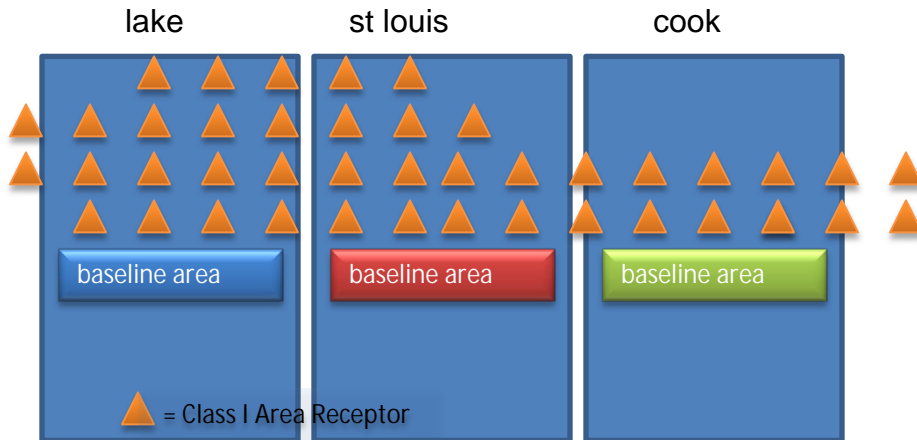 lake st louis cook
baseline area baseline area baseline area
= Class I Area Receptor